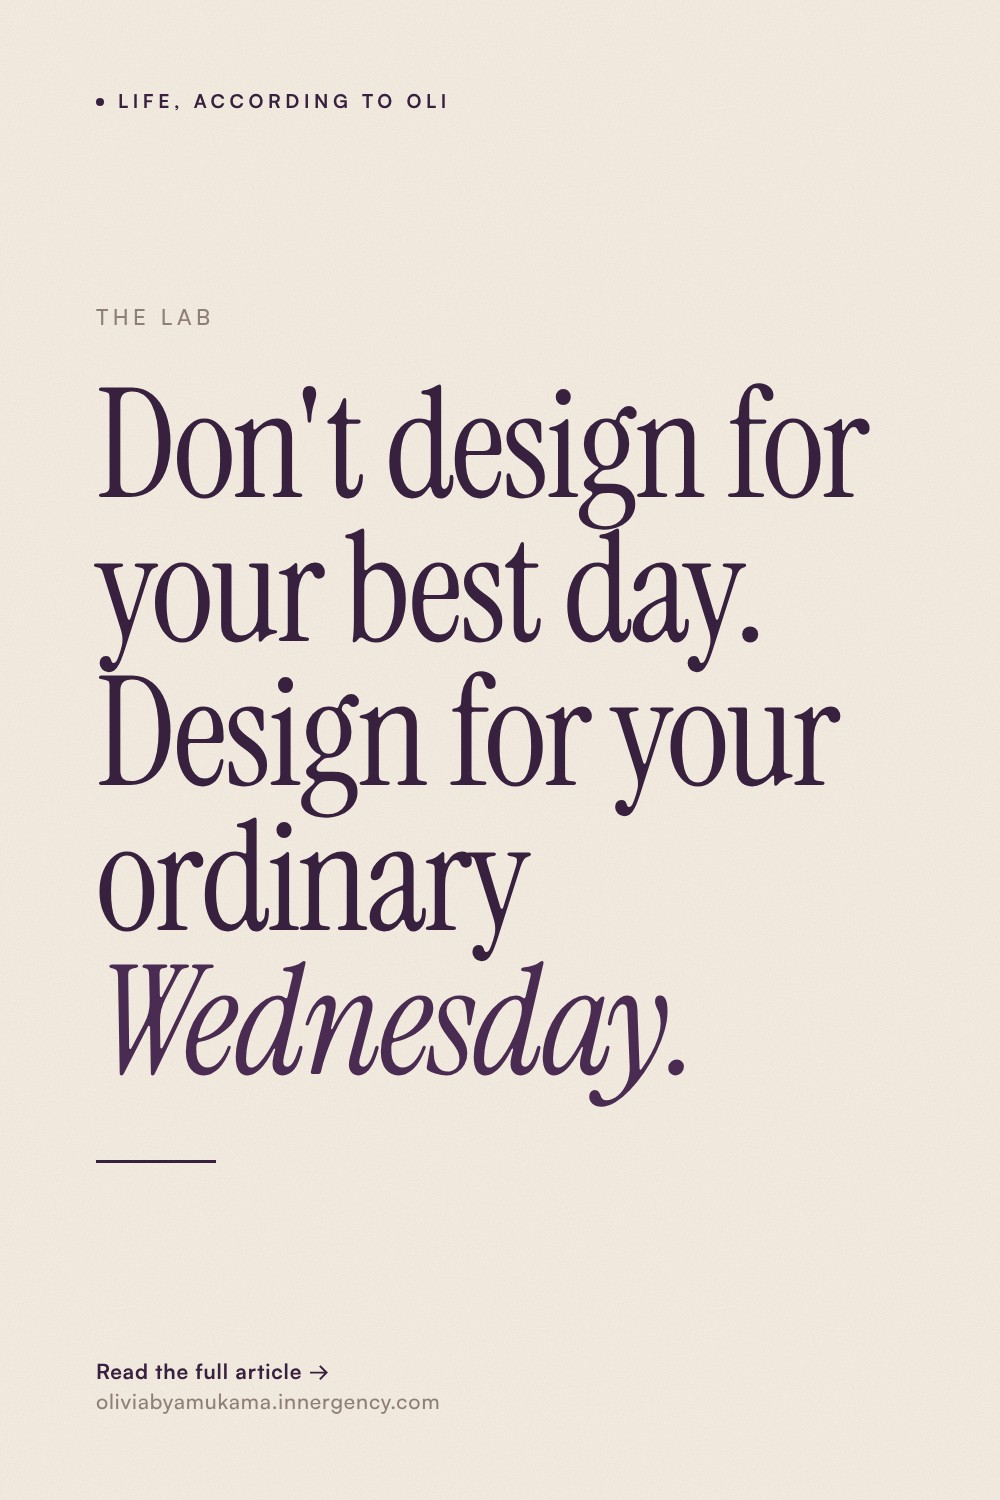 • LIFE, ACCORDING TO OLI
THE LAB
Don't design for
your best day.
Design for your
ordinary
Wednesday.
Read the full article →
oliviabyamukama.innergency.com